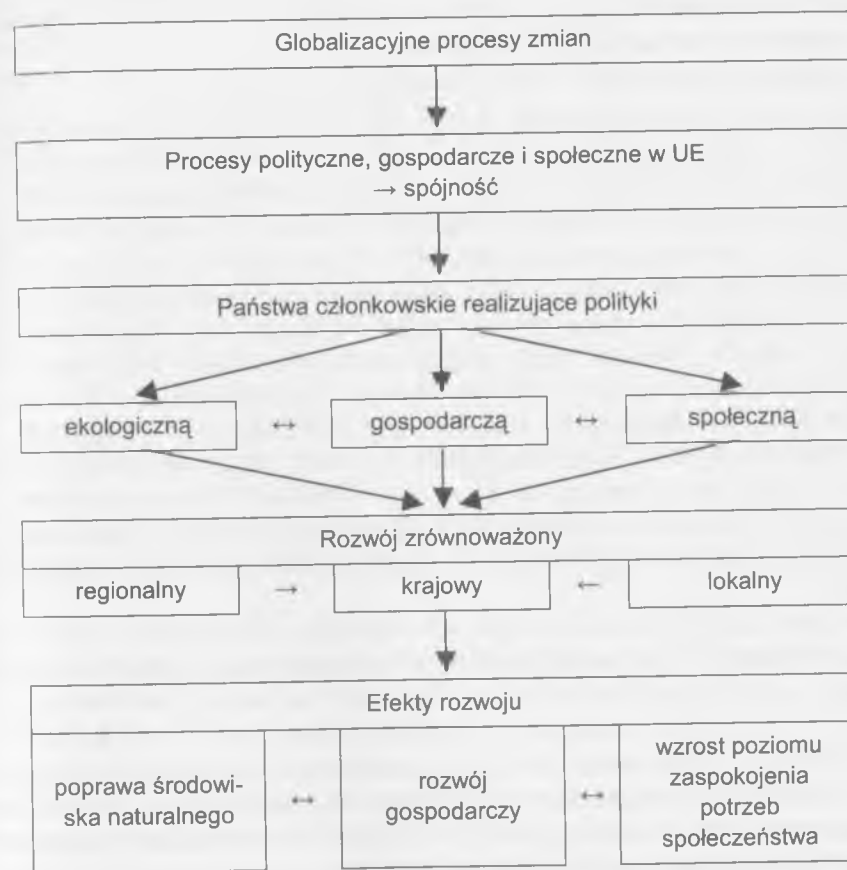 Globalizacyjne procesy zmian
Procesy polityczne, gospodarcze i społeczne w UE
→ spójność
Państwa członkowskie realizujące polityki
ekologiczną ↔ gospodarczą ↔ społeczną
Rozwój zrównoważony
regionalny → krajowy ← lokalny
Efekty rozwoju
poprawa środowi-
ska naturalnego
↔
rozwój
gospodarczy
↔
wzrost poziomu
zaspokojenia
potrzeb
społeczeństwa